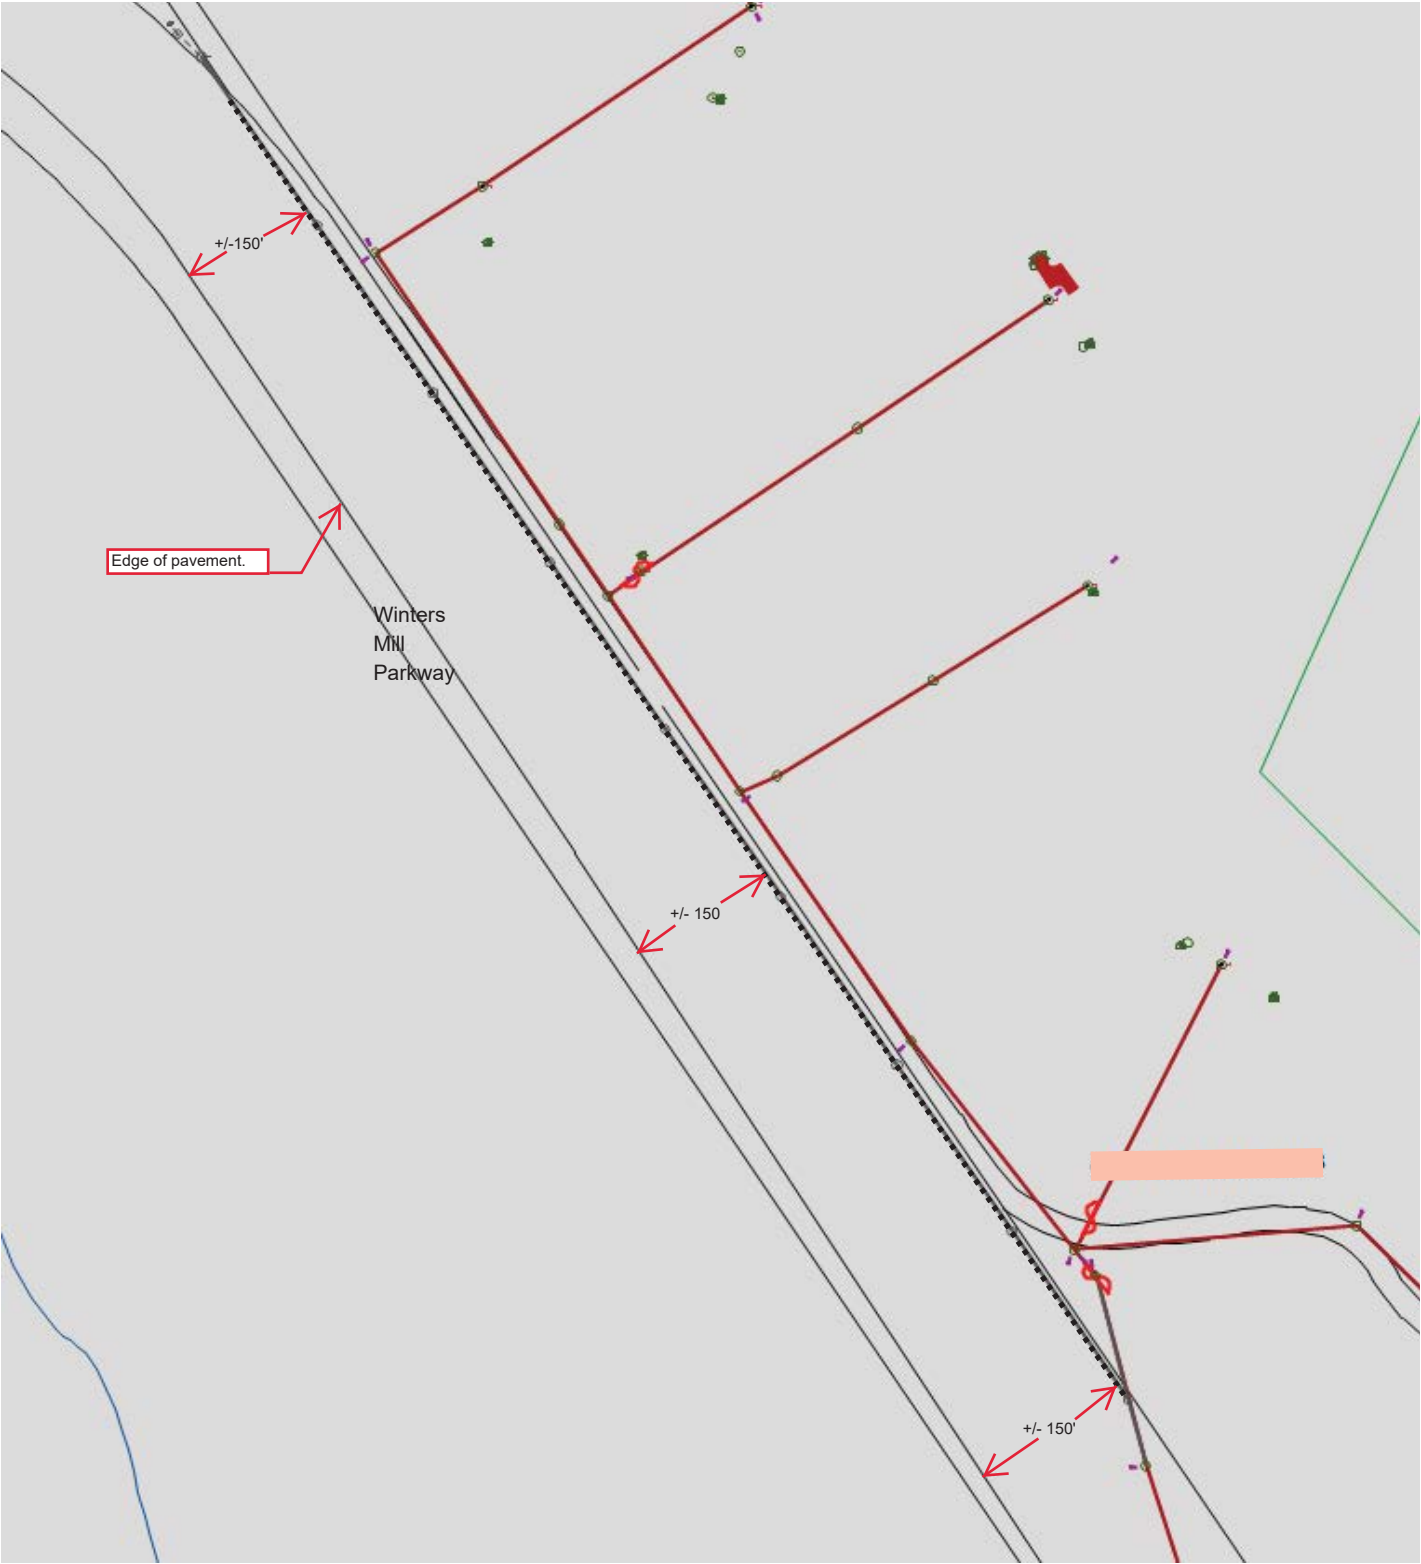 +/-150'
Edge of pavement.
Winters
Mill
Parkway
+/- 150
+/- 150'